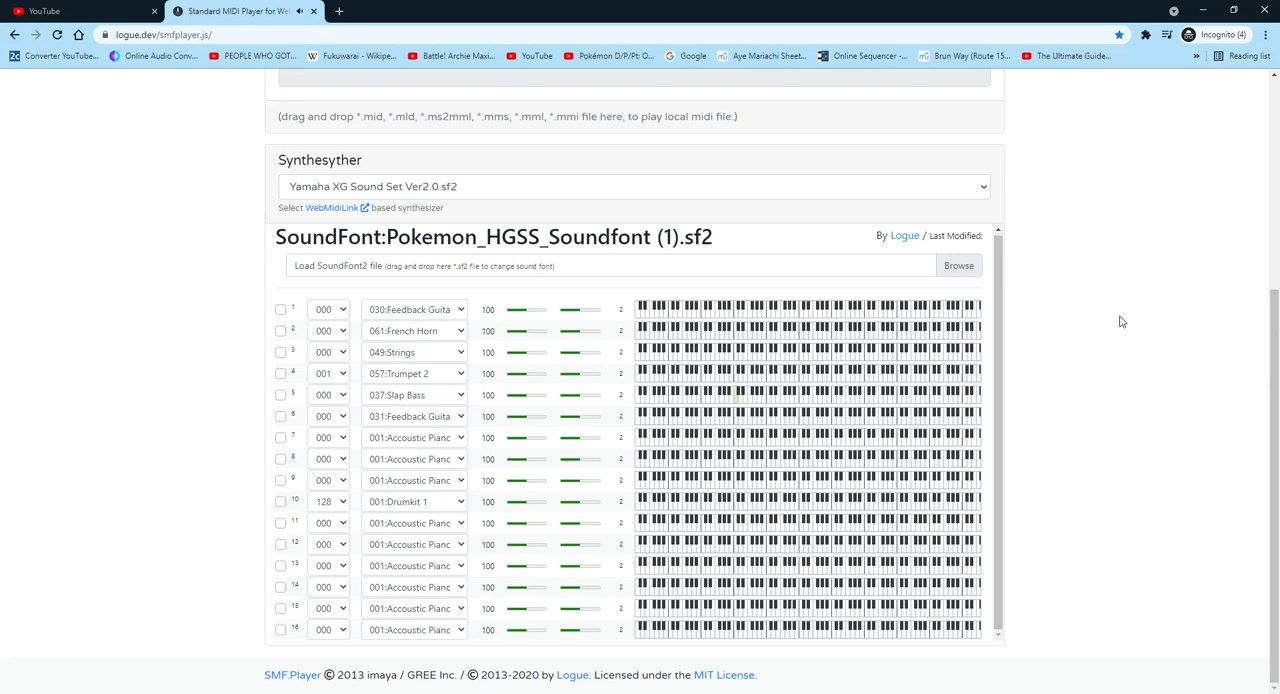 YouTube
Standard MIDI Player for We
logue.dev/smfplayer.js/
Incognito (4)
Converter YouTub...
Online Audio Conv...
PEOPLE WHO GOT...
Fukuwarai - Wikipe...
Battle! Archie Maxi...
YouTube
Pokémon D/P/Pt: O...
Google
Aye Mariachi Sheet...
Online Sequencer -...
Brun Way (Route 15...
The Ultimate Guide...
»
Reading list
(drag and drop *.mid, *.mld, *.ms2mml, *.mms, *.mml, *.mmi file here, to play local midi file.)
Synthesyther
Yamaha XG Sound Set Ver2.0.sf2
Select WebMidiLink based synthesizer
SoundFont:Pokemon_HGSS_Soundfont (1).sf2
By Logue / Last Modified:
Load SoundFont2 file (drag and drop here *.sf2 file to change sound font)
Browse
1 000 030:Feedback Guita 100 2
2 000 061:French Horn 100 2
3 000 049:Strings 100 2
4 001 057:Trumpet 2 100 2
5 000 037:Slap Bass 100 2
6 000 031:Feedback Guita 100 2
7 000 001:Accoustic Pianc 100 2
8 000 001:Accoustic Pianc 100 2
9 000 001:Accoustic Pianc 100 2
10 128 001:Drumkit 1 100 2
11 000 001:Accoustic Pianc 100 2
12 000 001:Accoustic Pianc 100 2
13 000 001:Accoustic Pianc 100 2
14 000 001:Accoustic Pianc 100 2
15 000 001:Accoustic Pianc 100 2
16 000 001:Accoustic Pianc 100 2
SMF.Player © 2013 imaya / GREE Inc. / © 2013-2020 by Logue. Licensed under the MIT License.